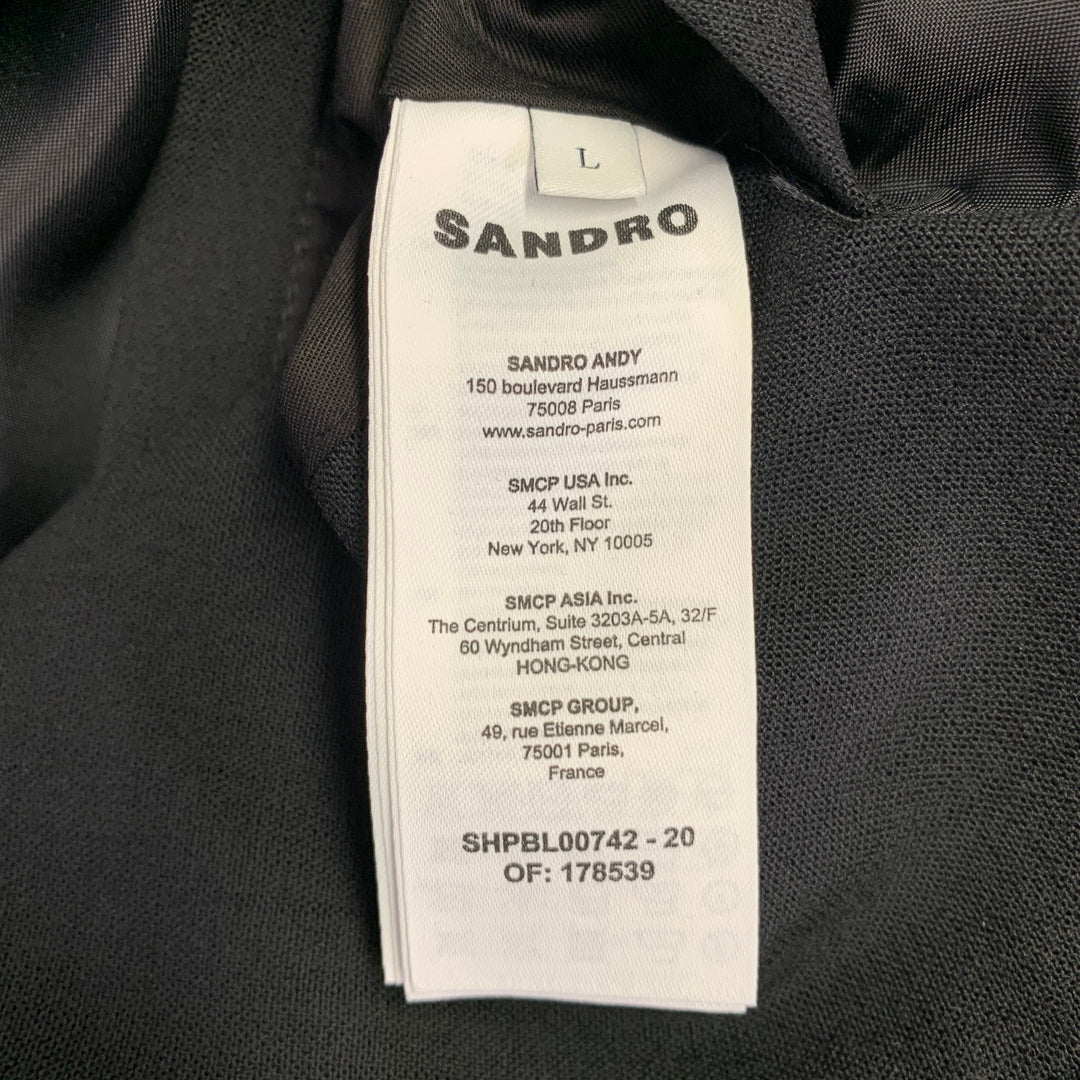 L
SANDRO
SANDRO ANDY
150 boulevard Haussmann
75008 Paris
www.sandro-paris.com
SMCP USA Inc.
44 Wall St.
20th Floor
New York, NY 10005
SMCP ASIA Inc.
The Centrium, Suite 3203A-5A, 32/F
60 Wyndham Street, Central
HONG-KONG
SMCP GROUP,
49, rue Etienne Marcel,
75001 Paris,
France
SHPBL00742 - 20
OF: 178539